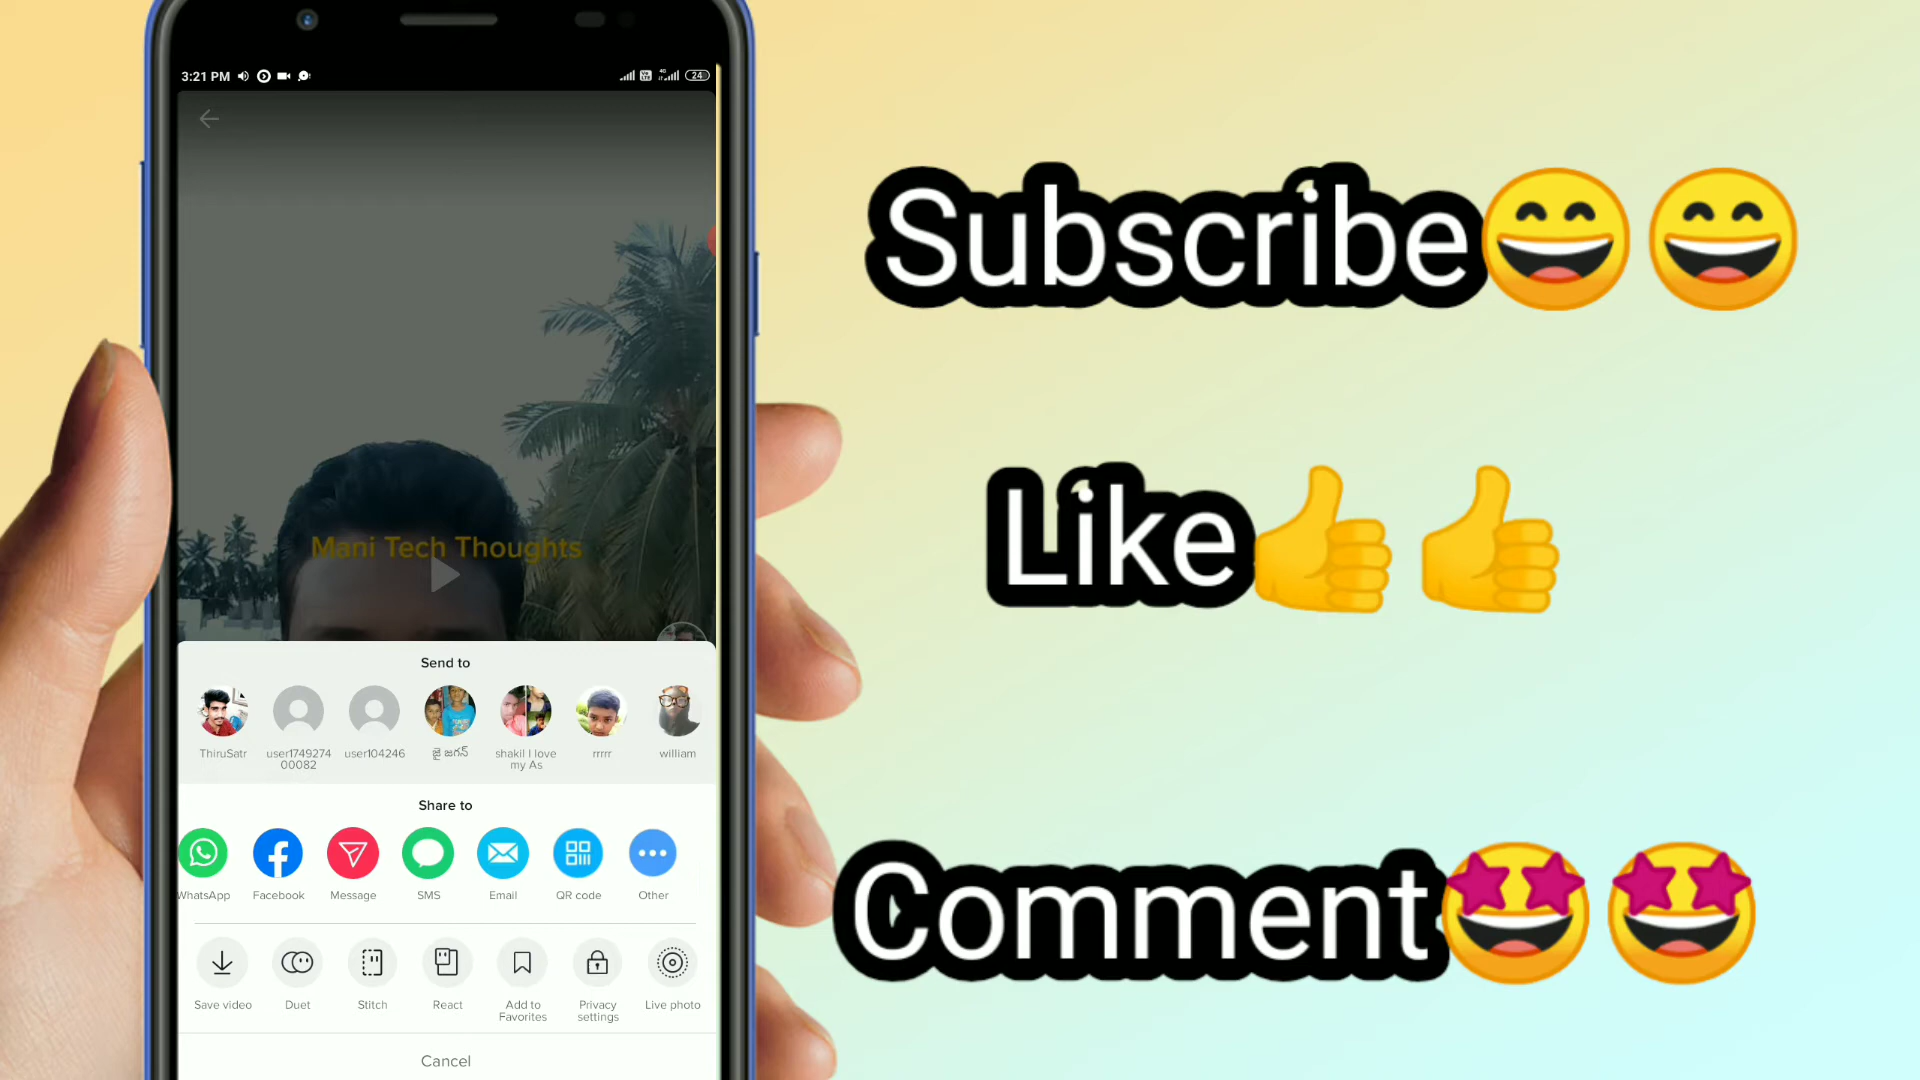 3:21 PM
24
Mani Tech Thoughts
Send to
ThiruSatr
user1749274
00082
user104246
జై జగన్
shakil I love
my As
rrrrr
william
Share to
WhatsApp
Facebook
Message
SMS
Email
QR code
Other
Save video
Duet
Stitch
React
Add to
Favorites
Privacy
settings
Live photo
Cancel
Subscribe😄😄
Like👍👍
Comment🤩🤩